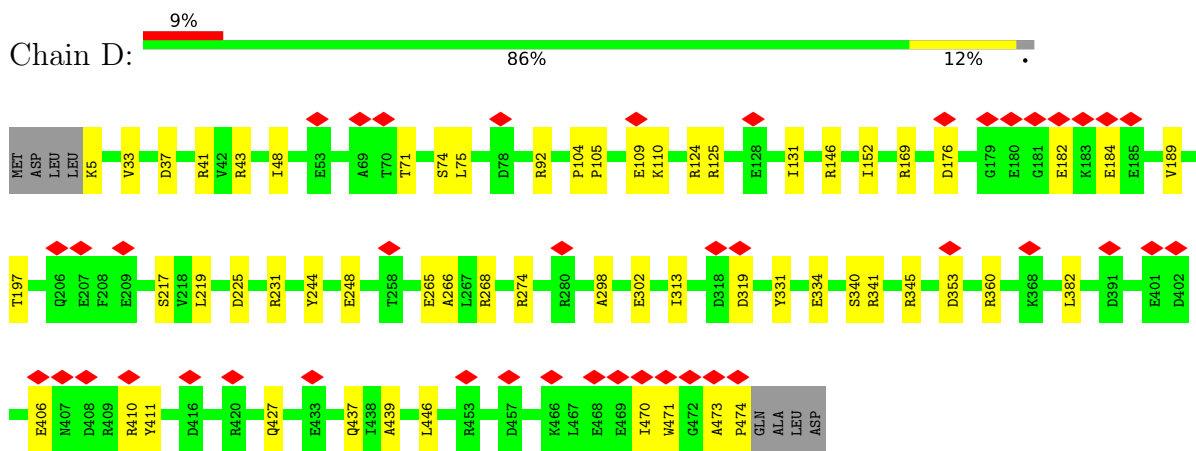 9%
Chain D:
86% 12% •
MET ASP LEU LEU K5 V33 D37 R41 V42 R43 I48 E53 A69 T70 T71 S74 L75 D78 R92 P104 P105 E109 K110 R124 R125 E128 I131 R146 I152 R169 D176 G179 E180 G181 E182 K183 E184 E185 V189
T197 Q206 E207 F208 E209 S217 V218 L219 D225 R231 Y244 E248 T258 E265 A266 L267 R268 R274 R280 A298 E302 I313 D318 D319 Y331 E334 S340 R341 R345 D353 R360 K368 L382 D391 E401 D402
E406 N407 D408 R409 R410 Y411 D416 R420 Q427 E433 Q437 I438 A439 L446 R453 D457 K466 L467 E468 E469 I470 W471 G472 A473 P474 GLN ALA LEU ASP